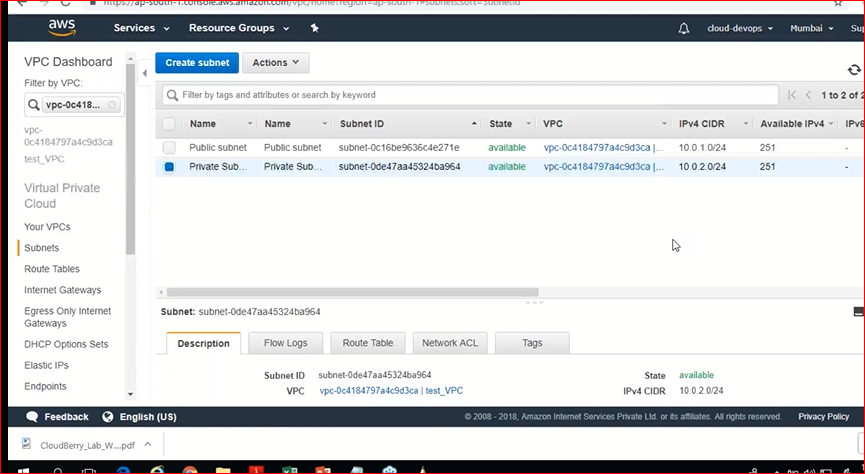 https://ap-south-1.console.aws.amazon.com/vpc/home?region=ap-south-1#subnets:sort=SubnetId
aws
Services
Resource Groups
cloud-devops
Mumbai
Sup
VPC Dashboard
Filter by VPC:
vpc-0c418...
vpc-
0c4184797a4c9d3ca
test_VPC
Virtual Private
Cloud
Your VPCs
Subnets
Route Tables
Internet Gateways
Egress Only Internet
Gateways
DHCP Options Sets
Elastic IPs
Endpoints
Create subnet Actions
Filter by tags and attributes or search by keyword
1 to 2 of 2
Name Name Subnet ID State VPC IPv4 CIDR Available IPv4 IPv6
Public subnet Public subnet subnet-0c16be9636c4e271e available vpc-0c4184797a4c9d3ca |... 10.0.1.0/24 251 -
Private Sub... Private Sub... subnet-0de47aa45324ba964 available vpc-0c4184797a4c9d3ca |... 10.0.2.0/24 251 -
Subnet: subnet-0de47aa45324ba964
Description Flow Logs Route Table Network ACL Tags
Subnet ID subnet-0de47aa45324ba964 State available
VPC vpc-0c4184797a4c9d3ca | test_VPC IPv4 CIDR 10.0.2.0/24
Feedback English (US) © 2008 - 2018, Amazon Internet Services Private Ltd. or its affiliates. All rights reserved. Privacy Policy
CloudBerry_Lab_W....pdf